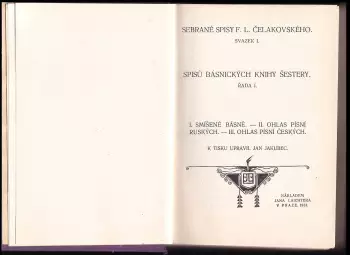 SEBRANÉ SPISY F. L. ČELAKOVSKÉHO.
SVAZEK I.
SPISŮ BÁSNICKÝCH KNIHY ŠESTERY.
ŘADA I.
I. SMÍŠENÉ BÁSNĚ. — II. OHLAS PÍSNÍ
RUSKÝCH. — III. OHLAS PÍSNÍ ČESKÝCH.
K TISKU UPRAVIL JAN JAKUBEC.
NÁKLADEM
JANA LAICHTERA
V PRAZE